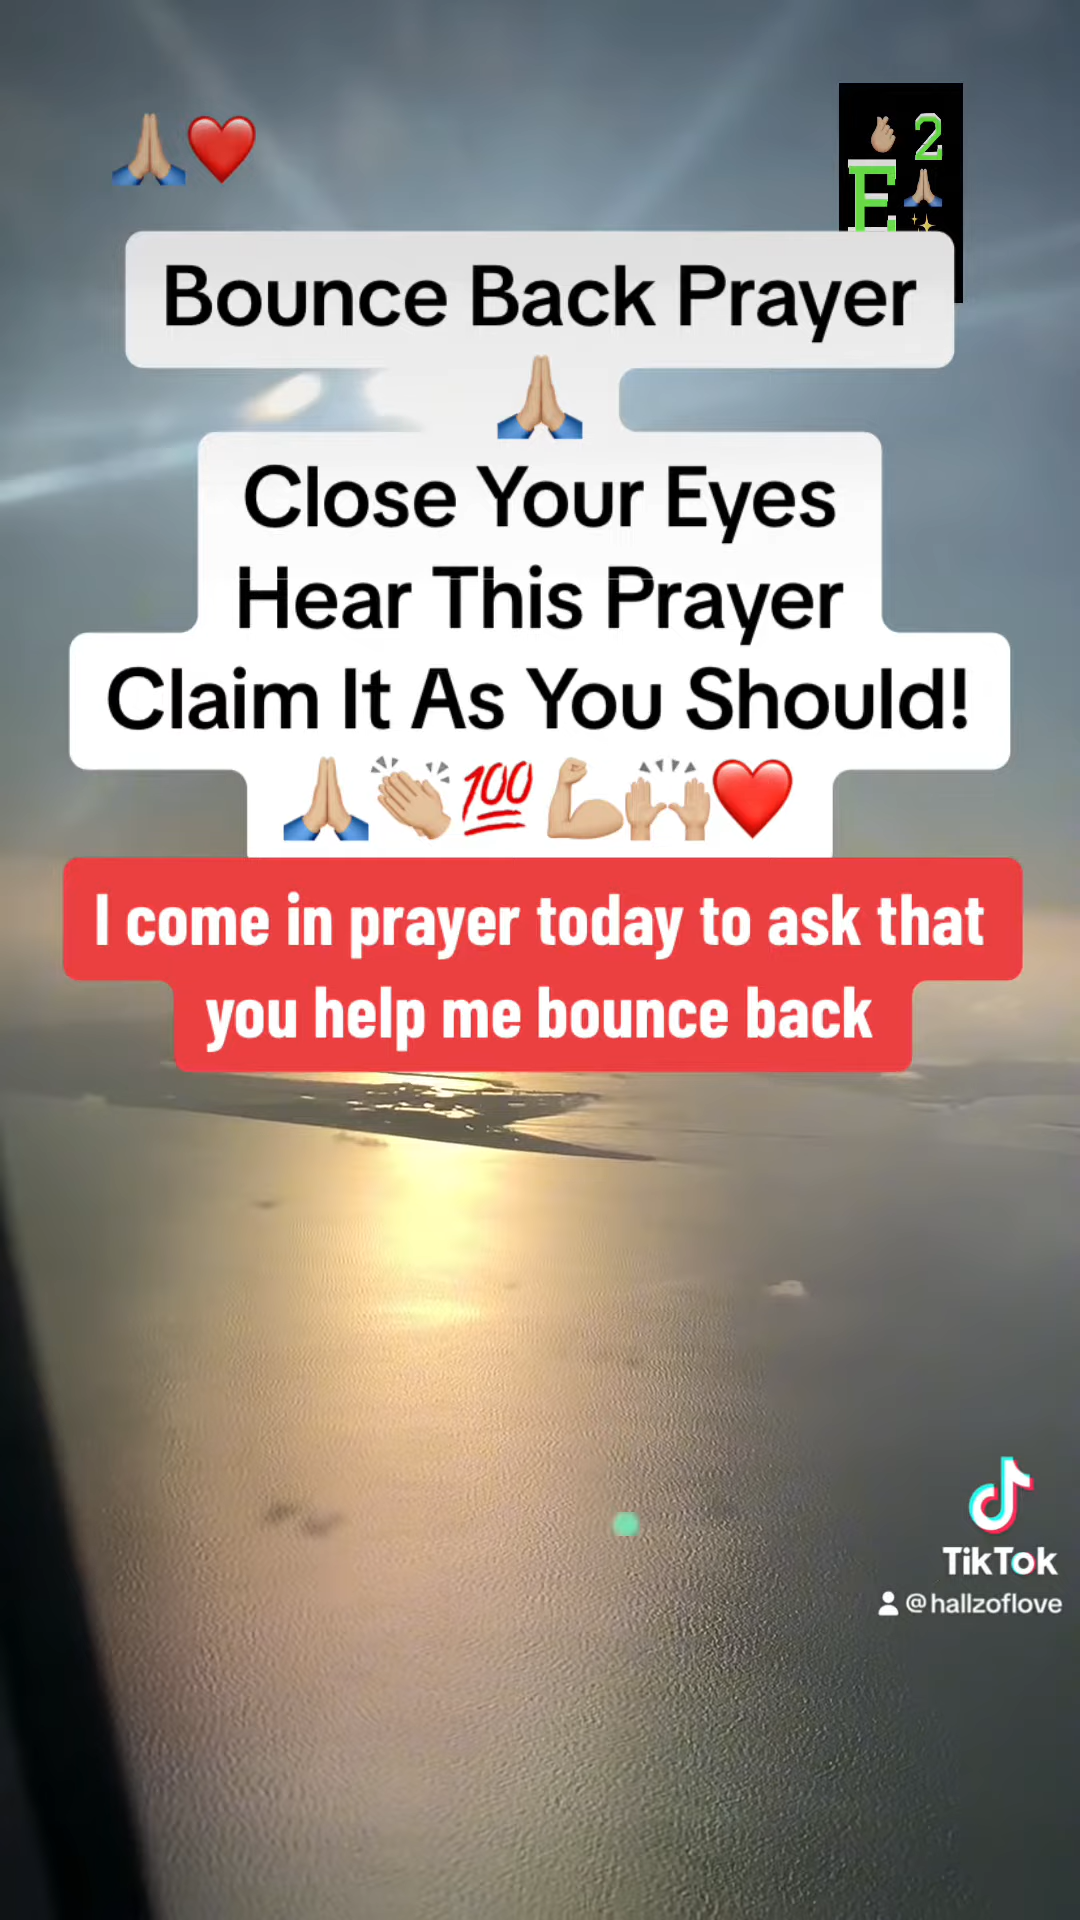 🙏🏼❤️
🫰🏼 2
E 🙏🏼
✨
Bounce Back Prayer
🙏🏼
Close Your Eyes
Hear This Prayer
Claim It As You Should!
🙏🏼👏🏼💯💪🏼🙌🏼❤️
I come in prayer today to ask that
you help me bounce back
TikTok
@hallzoflove